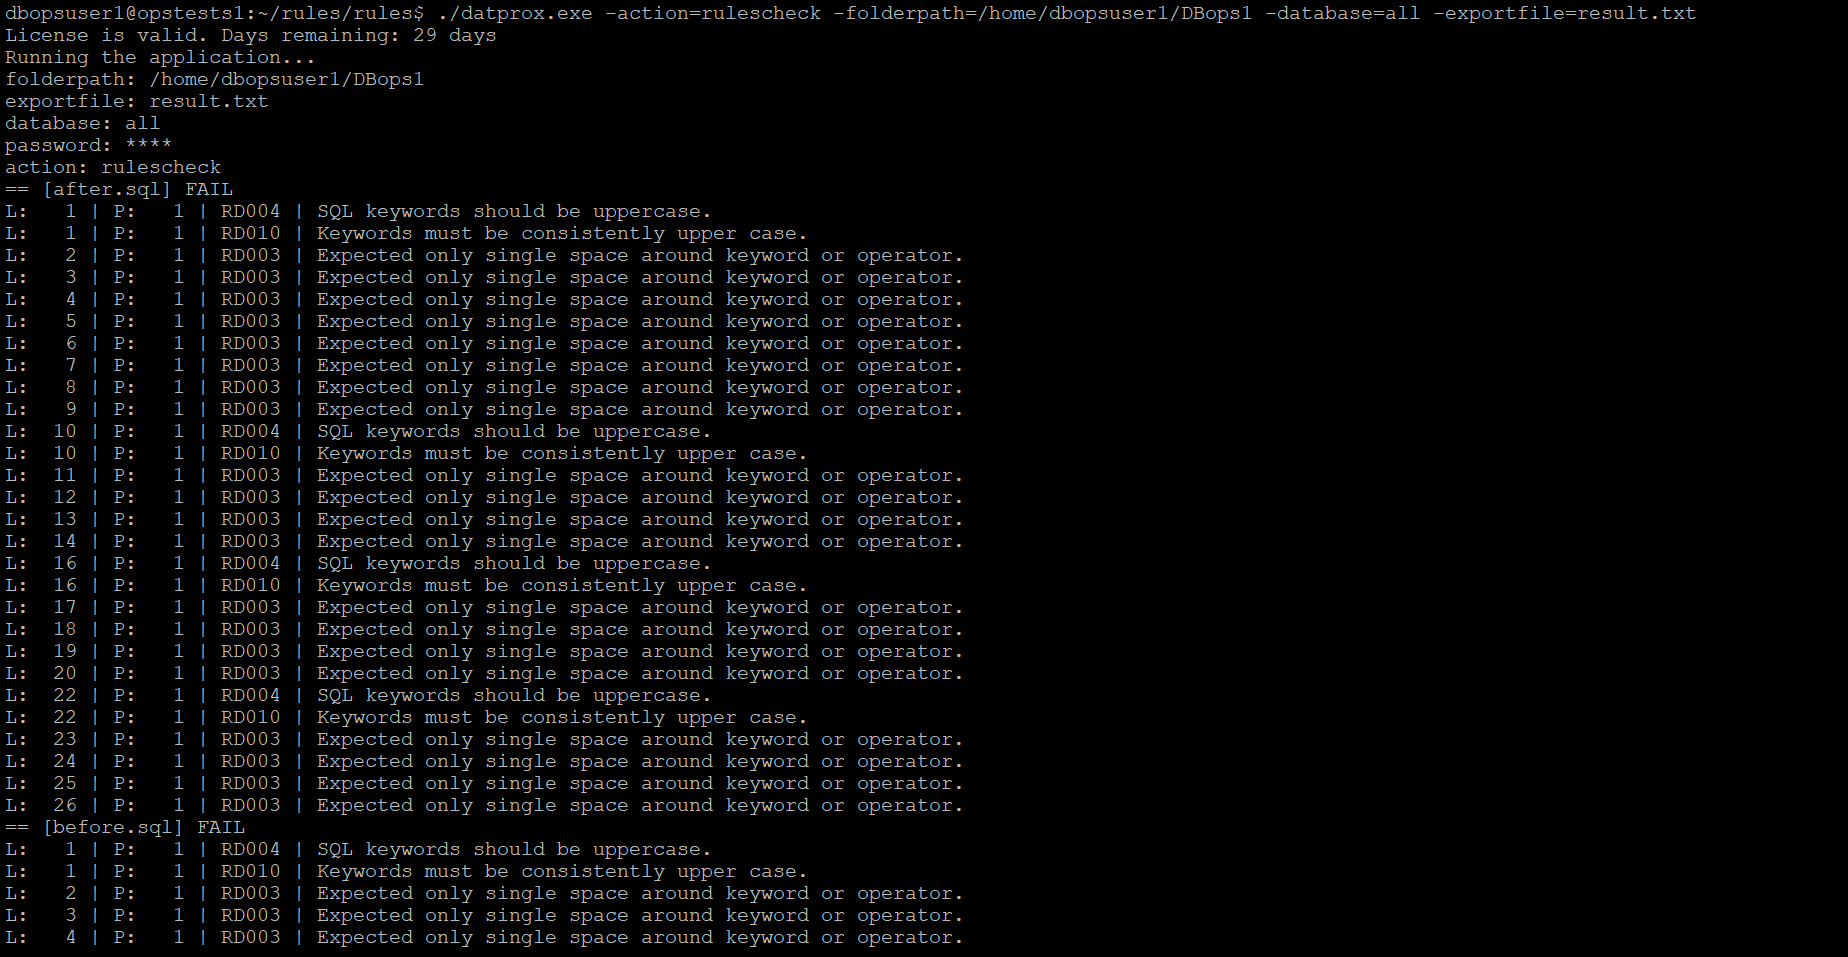 dbopsuser1@opstests1:~/rules/rules$ ./datprox.exe -action=rulescheck -folderpath=/home/dbopsuser1/DBops1 -database=all -exportfile=result.txt
License is valid. Days remaining: 29 days
Running the application...
folderpath: /home/dbopsuser1/DBops1
exportfile: result.txt
database: all
password: ****
action: rulescheck
== [after.sql] FAIL
L:   1 | P:   1 | RD004 | SQL keywords should be uppercase.
L:   1 | P:   1 | RD010 | Keywords must be consistently upper case.
L:   2 | P:   1 | RD003 | Expected only single space around keyword or operator.
L:   3 | P:   1 | RD003 | Expected only single space around keyword or operator.
L:   4 | P:   1 | RD003 | Expected only single space around keyword or operator.
L:   5 | P:   1 | RD003 | Expected only single space around keyword or operator.
L:   6 | P:   1 | RD003 | Expected only single space around keyword or operator.
L:   7 | P:   1 | RD003 | Expected only single space around keyword or operator.
L:   8 | P:   1 | RD003 | Expected only single space around keyword or operator.
L:   9 | P:   1 | RD003 | Expected only single space around keyword or operator.
L:  10 | P:   1 | RD004 | SQL keywords should be uppercase.
L:  10 | P:   1 | RD010 | Keywords must be consistently upper case.
L:  11 | P:   1 | RD003 | Expected only single space around keyword or operator.
L:  12 | P:   1 | RD003 | Expected only single space around keyword or operator.
L:  13 | P:   1 | RD003 | Expected only single space around keyword or operator.
L:  14 | P:   1 | RD003 | Expected only single space around keyword or operator.
L:  16 | P:   1 | RD004 | SQL keywords should be uppercase.
L:  16 | P:   1 | RD010 | Keywords must be consistently upper case.
L:  17 | P:   1 | RD003 | Expected only single space around keyword or operator.
L:  18 | P:   1 | RD003 | Expected only single space around keyword or operator.
L:  19 | P:   1 | RD003 | Expected only single space around keyword or operator.
L:  20 | P:   1 | RD003 | Expected only single space around keyword or operator.
L:  22 | P:   1 | RD004 | SQL keywords should be uppercase.
L:  22 | P:   1 | RD010 | Keywords must be consistently upper case.
L:  23 | P:   1 | RD003 | Expected only single space around keyword or operator.
L:  24 | P:   1 | RD003 | Expected only single space around keyword or operator.
L:  25 | P:   1 | RD003 | Expected only single space around keyword or operator.
L:  26 | P:   1 | RD003 | Expected only single space around keyword or operator.
== [before.sql] FAIL
L:   1 | P:   1 | RD004 | SQL keywords should be uppercase.
L:   1 | P:   1 | RD010 | Keywords must be consistently upper case.
L:   2 | P:   1 | RD003 | Expected only single space around keyword or operator.
L:   3 | P:   1 | RD003 | Expected only single space around keyword or operator.
L:   4 | P:   1 | RD003 | Expected only single space around keyword or operator.